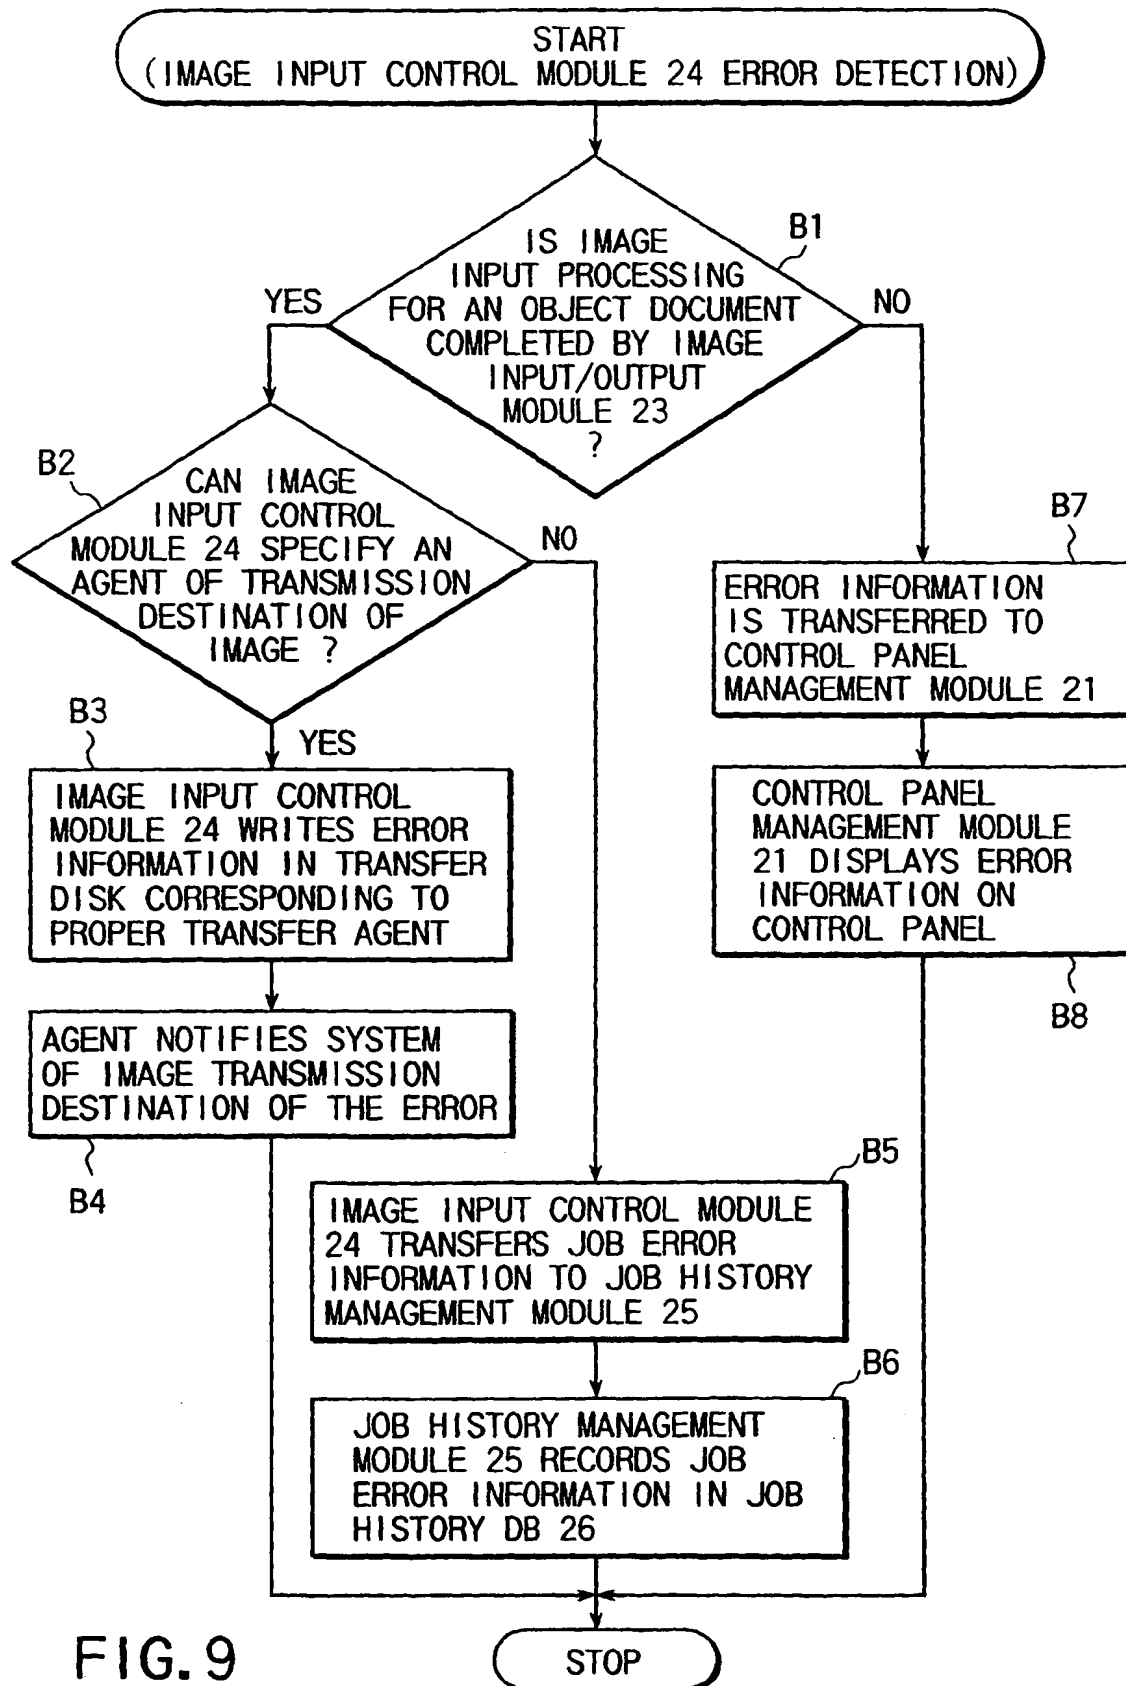 START
(IMAGE INPUT CONTROL MODULE 24 ERROR DETECTION)
B1
IS IMAGE
INPUT PROCESSING
FOR AN OBJECT DOCUMENT
COMPLETED BY IMAGE
INPUT/OUTPUT
MODULE 23
?
YES
NO
B2
CAN IMAGE
INPUT CONTROL
MODULE 24 SPECIFY AN
AGENT OF TRANSMISSION
DESTINATION OF
IMAGE ?
NO
YES
B7
ERROR INFORMATION
IS TRANSFERRED TO
CONTROL PANEL
MANAGEMENT MODULE 21
B3
IMAGE INPUT CONTROL
MODULE 24 WRITES ERROR
INFORMATION IN TRANSFER
DISK CORRESPONDING TO
PROPER TRANSFER AGENT
CONTROL PANEL
MANAGEMENT MODULE
21 DISPLAYS ERROR
INFORMATION ON
CONTROL PANEL
B8
AGENT NOTIFIES SYSTEM
OF IMAGE TRANSMISSION
DESTINATION OF THE ERROR
B4
B5
IMAGE INPUT CONTROL MODULE
24 TRANSFERS JOB ERROR
INFORMATION TO JOB HISTORY
MANAGEMENT MODULE 25
B6
JOB HISTORY MANAGEMENT
MODULE 25 RECORDS JOB
ERROR INFORMATION IN JOB
HISTORY DB 26
STOP
FIG. 9